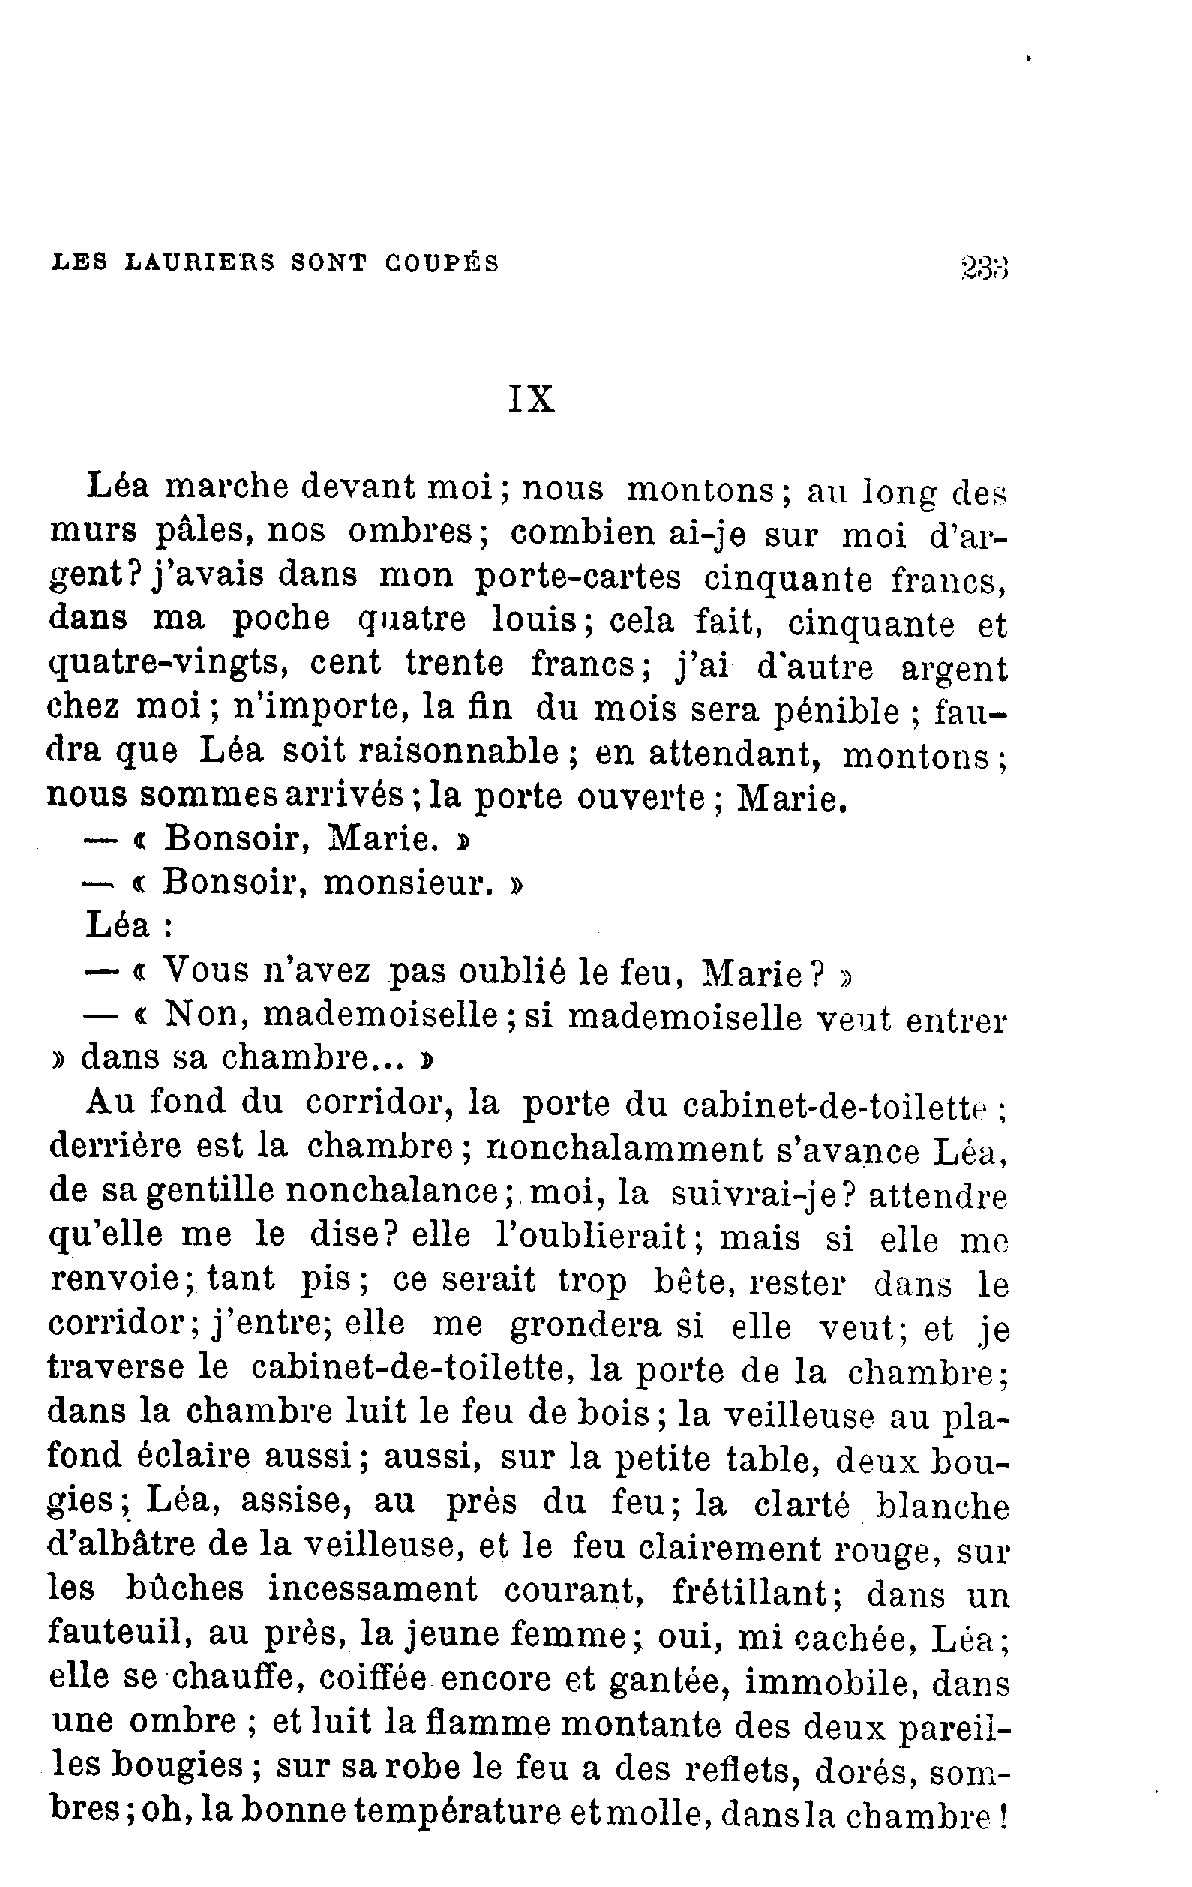 LES LAURIERS SONT COUPÉS 233
IX
Léa marche devant moi ; nous montons ; au long des
murs pâles, nos ombres ; combien ai-je sur moi d'ar-
gent ? j'avais dans mon porte-cartes cinquante francs,
dans ma poche quatre louis ; cela fait, cinquante et
quatre-vingts, cent trente francs ; j'ai d'autre argent
chez moi ; n'importe, la fin du mois sera pénible ; fau-
dra que Léa soit raisonnable ; en attendant, montons ;
nous sommes arrivés ; la porte ouverte ; Marie.
— « Bonsoir, Marie. »
— « Bonsoir, monsieur. »
Léa :
— « Vous n'avez pas oublié le feu, Marie ? »
— « Non, mademoiselle ; si mademoiselle veut entrer
» dans sa chambre... »
Au fond du corridor, la porte du cabinet-de-toilette ;
derrière est la chambre ; nonchalamment s'avance Léa,
de sa gentille nonchalance ; moi, la suivrai-je ? attendre
qu'elle me le dise ? elle l'oublierait ; mais si elle me
renvoie ; tant pis ; ce serait trop bête, rester dans le
corridor ; j'entre ; elle me grondera si elle veut ; et je
traverse le cabinet-de-toilette, la porte de la chambre ;
dans la chambre luit le feu de bois ; la veilleuse au pla-
fond éclaire aussi ; aussi, sur la petite table, deux bou-
gies ; Léa, assise, au près du feu ; la clarté blanche
d'albâtre de la veilleuse, et le feu clairement rouge, sur
les bûches incessament courant, frétillant ; dans un
fauteuil, au près, la jeune femme ; oui, mi cachée, Léa ;
elle se chauffe, coiffée encore et gantée, immobile, dans
une ombre ; et luit la flamme montante des deux pareil-
les bougies ; sur sa robe le feu a des reflets, dorés, som-
bres ; oh, la bonne température et molle, dans la chambre !